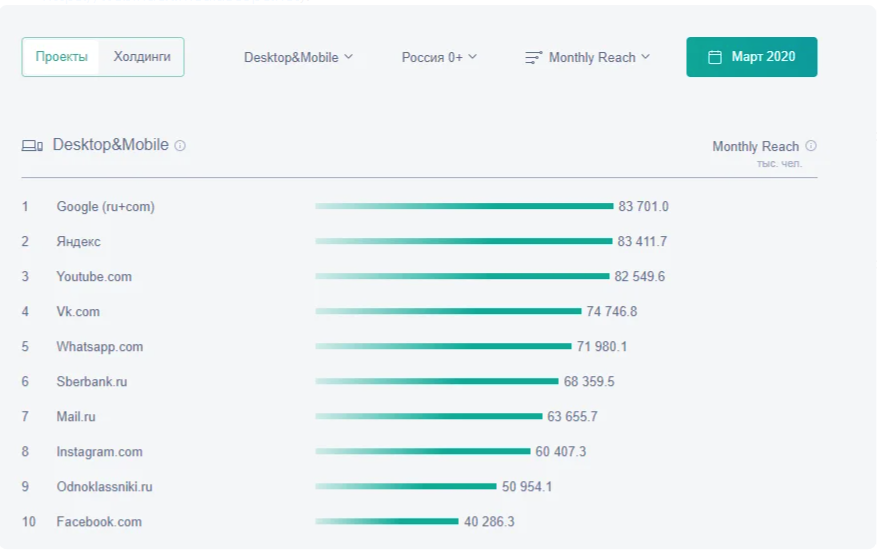 Проекты Холдинги Desktop&Mobile Россия 0+ Monthly Reach Март 2020
Desktop&Mobile Monthly Reach
тыс. чел.
1 Google (ru+com) 83 701.0
2 Яндекс 83 411.7
3 Youtube.com 82 549.6
4 Vk.com 74 746.8
5 Whatsapp.com 71 980.1
6 Sberbank.ru 68 359.5
7 Mail.ru 63 655.7
8 Instagram.com 60 407.3
9 Odnoklassniki.ru 50 954.1
10 Facebook.com 40 286.3